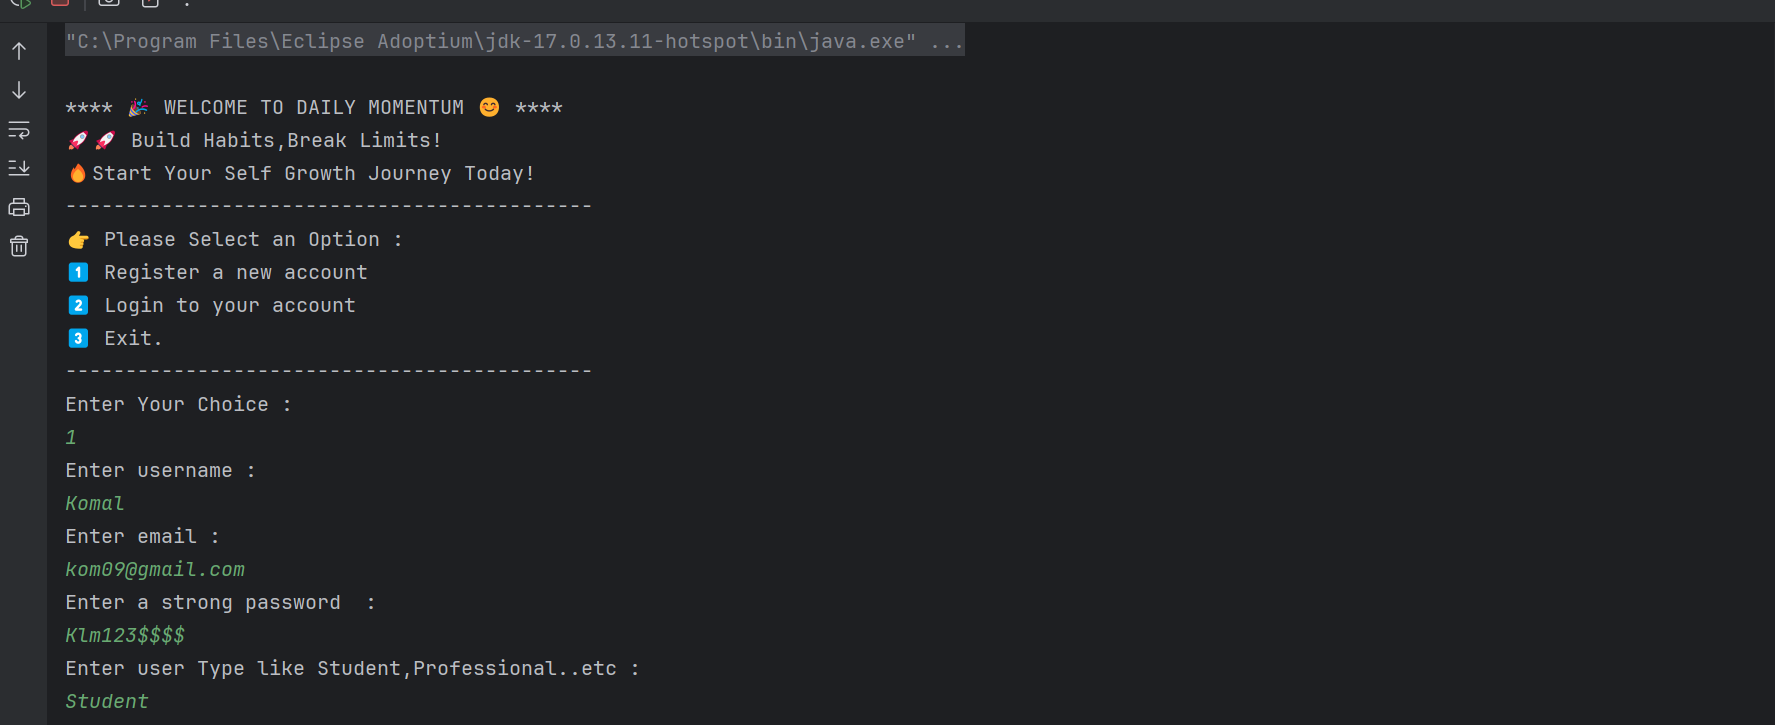 "C:\Program Files\Eclipse Adoptium\jdk-17.0.13.11-hotspot\bin\java.exe" ...
**** 🎉 WELCOME TO DAILY MOMENTUM 😊 ****
🚀🚀 Build Habits,Break Limits!
🔥Start Your Self Growth Journey Today!
--------------------------------------------
👉 Please Select an Option :
1️⃣ Register a new account
2️⃣ Login to your account
3️⃣ Exit.
--------------------------------------------
Enter Your Choice :
1
Enter username :
Komal
Enter email :
kom09@gmail.com
Enter a strong password  :
Klm123$$$$
Enter user Type like Student,Professional..etc :
Student